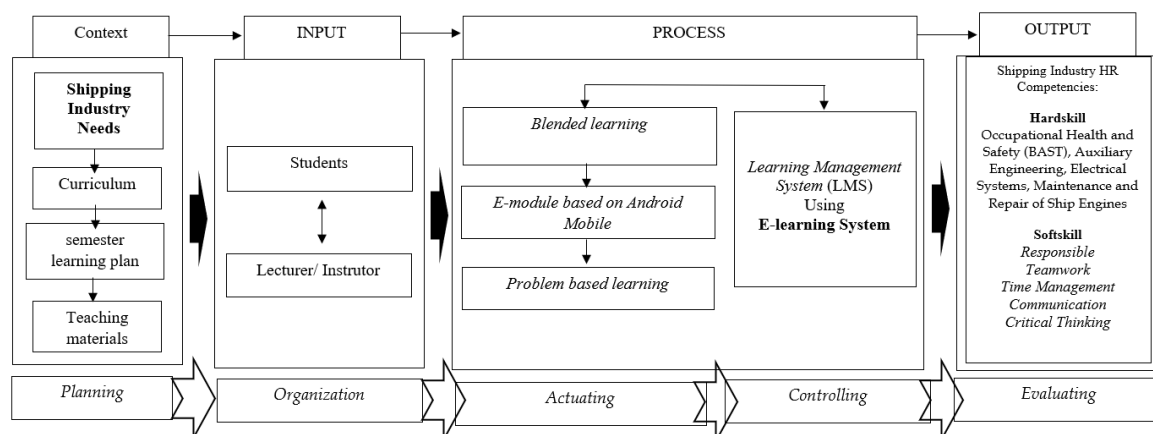 Context
INPUT
PROCESS
OUTPUT
Shipping
Industry
Needs
Curriculum
semester
learning plan
Teaching
materials
Students
Lecturer/ Instrutor
Blended learning
E-module based on Android
Mobile
Problem based learning
Learning Management
System (LMS)
Using
E-learning System
Shipping Industry HR
Competencies:
Hardskill
Occupational Health and
Safety (BAST), Auxiliary
Engineering, Electrical
Systems, Maintenance and
Repair of Ship Engines
Softskill
Responsible
Teamwork
Time Management
Communication
Critical Thinking
Planning
Organization
Actuating
Controlling
Evaluating